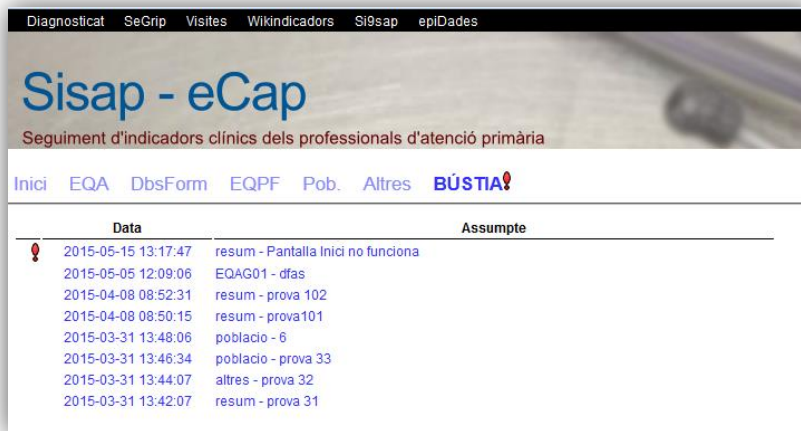 Diagnosticat SeGrip Visites Wikindicadors Si9sap epiDades
Sisap - eCap
Seguiment d'indicadors clínics dels professionals d'atenció primària
Inici EQA DbsForm EQPF Pob. Altres BÚSTIA
Data Assumpte
2015-05-15 13:17:47 resum - Pantalla Inici no funciona
2015-05-05 12:09:06 EQAG01 - dfas
2015-04-08 08:52:31 resum - prova 102
2015-04-08 08:50:15 resum - prova101
2015-03-31 13:48:06 poblacio - 6
2015-03-31 13:46:34 poblacio - prova 33
2015-03-31 13:44:07 altres - prova 32
2015-03-31 13:42:07 resum - prova 31